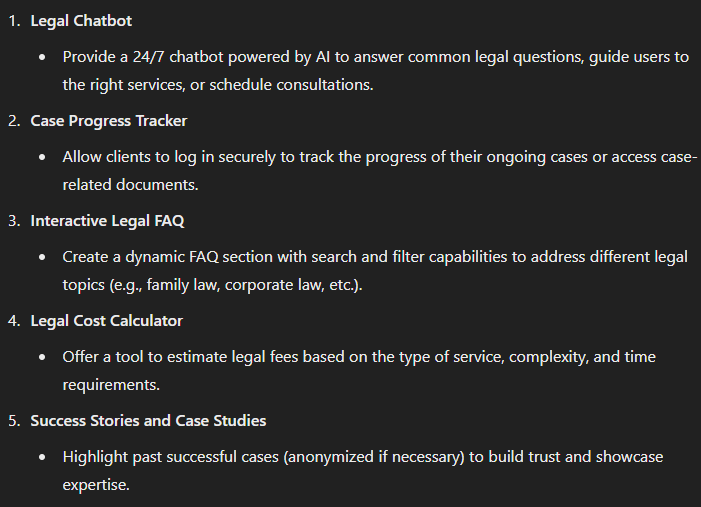 1. Legal Chatbot
• Provide a 24/7 chatbot powered by AI to answer common legal questions, guide users to
the right services, or schedule consultations.
2. Case Progress Tracker
• Allow clients to log in securely to track the progress of their ongoing cases or access case-
related documents.
3. Interactive Legal FAQ
• Create a dynamic FAQ section with search and filter capabilities to address different legal
topics (e.g., family law, corporate law, etc.).
4. Legal Cost Calculator
• Offer a tool to estimate legal fees based on the type of service, complexity, and time
requirements.
5. Success Stories and Case Studies
• Highlight past successful cases (anonymized if necessary) to build trust and showcase
expertise.